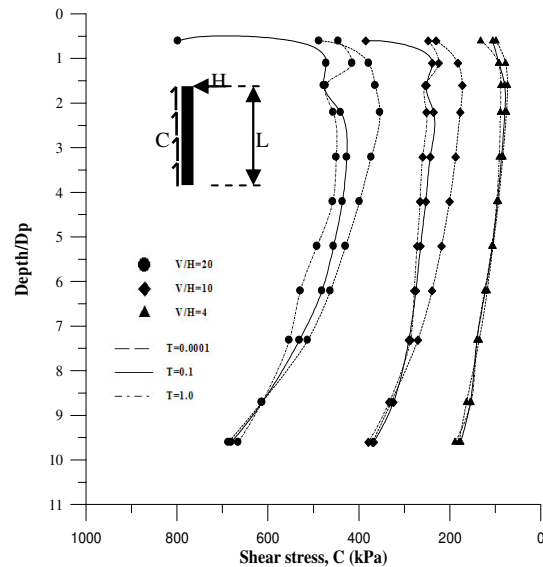 0
1
2
3
4
5
6
7
8
9
10
11
Depth/Dp
H
C
L
V/H=20
V/H=10
V/H=4
T=0.0001
T=0.1
T=1.0
1000 800 600 400 200 0
Shear stress, C (kPa)